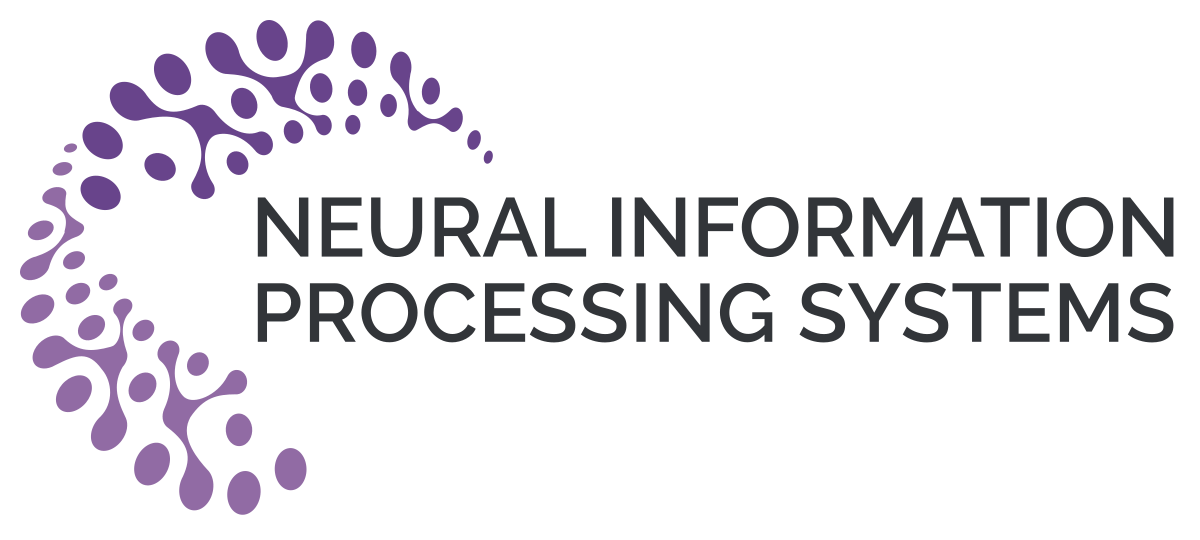 NEURAL INFORMATION
PROCESSING SYSTEMS